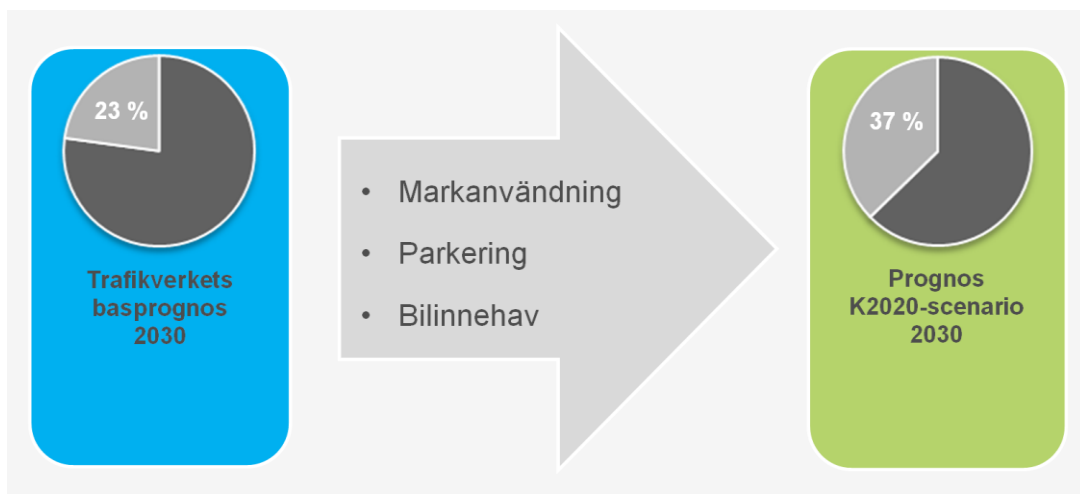 23 %
Trafikverkets
basprognos
2030
• Markanvändning
• Parkering
• Bilinnehav
37 %
Prognos
K2020-scenario
2030